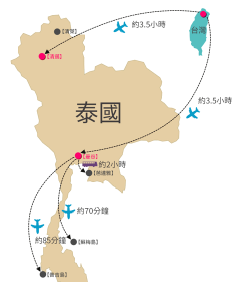 台灣
【清萊】
約3.5小時
【清邁】
約3.5小時
泰國
【曼谷】
約2小時
【芭達雅】
約70分鐘
約85分鐘
【蘇梅島】
【普吉島】